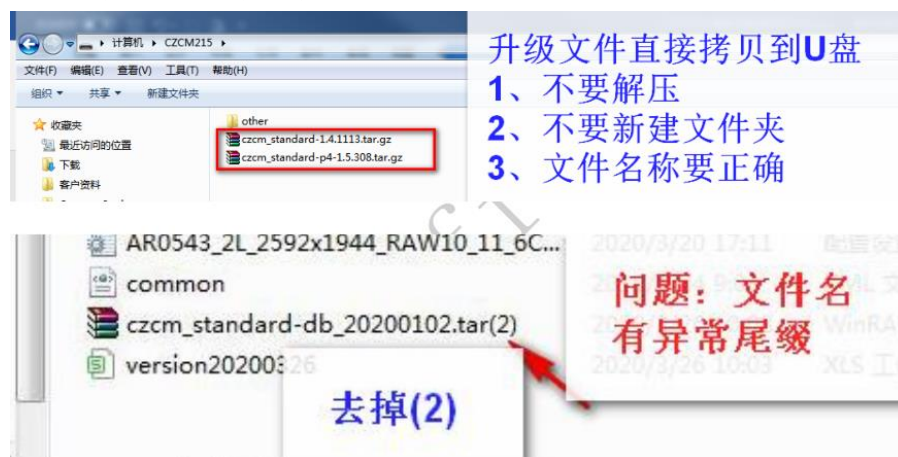 计算机 ▸ CZCM215 ▸
文件(F) 编辑(E) 查看(V) 工具(T) 帮助(H)
组织 共享 新建文件夹
收藏夹
最近访问的位置
下载
客户资料
other
czcm_standard-1.4.1113.tar.gz
czcm_standard-p4-1.5.308.tar.gz
升级文件直接拷贝到U盘
1、不要解压
2、不要新建文件夹
3、文件名称要正确
AR0543_2L_2592x1944_RAW10_11_6C... 2020/3/20 17:11
common
czcm_standard-db_20200102.tar(2)
version20200326 2020/3/26 10:03 XLS
问题：文件名
有异常尾缀
WinRA
去掉(2)